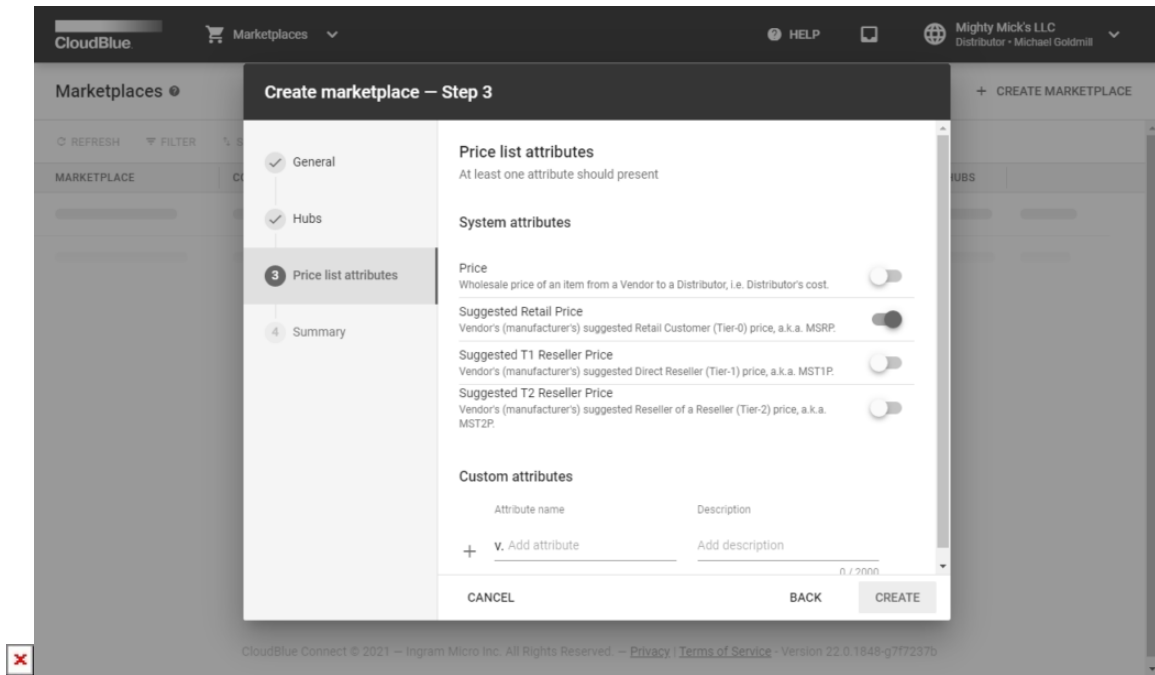 CloudBlue
Marketplaces
HELP
Mighty Mick's LLC
Distributor • Michael Goldmill
Marketplaces
CREATE MARKETPLACE
Create marketplace — Step 3
REFRESH
FILTER
MARKETPLACE
HUBS
General
Hubs
3 Price list attributes
4 Summary
Price list attributes
At least one attribute should present
System attributes
Price
Wholesale price of an item from a Vendor to a Distributor, i.e. Distributor's cost.
Suggested Retail Price
Vendor's (manufacturer's) suggested Retail Customer (Tier-0) price, a.k.a. MSRP.
Suggested T1 Reseller Price
Vendor's (manufacturer's) suggested Direct Reseller (Tier-1) price, a.k.a. MST1P.
Suggested T2 Reseller Price
Vendor's (manufacturer's) suggested Reseller of a Reseller (Tier-2) price, a.k.a.
MST2P.
Custom attributes
Attribute name Description
+ v. Add attribute Add description
0 / 2000
CANCEL BACK CREATE
CloudBlue Connect © 2021 — Ingram Micro Inc. All Rights Reserved. — Privacy | Terms of Service - Version 22.0.1848-g7f7237b